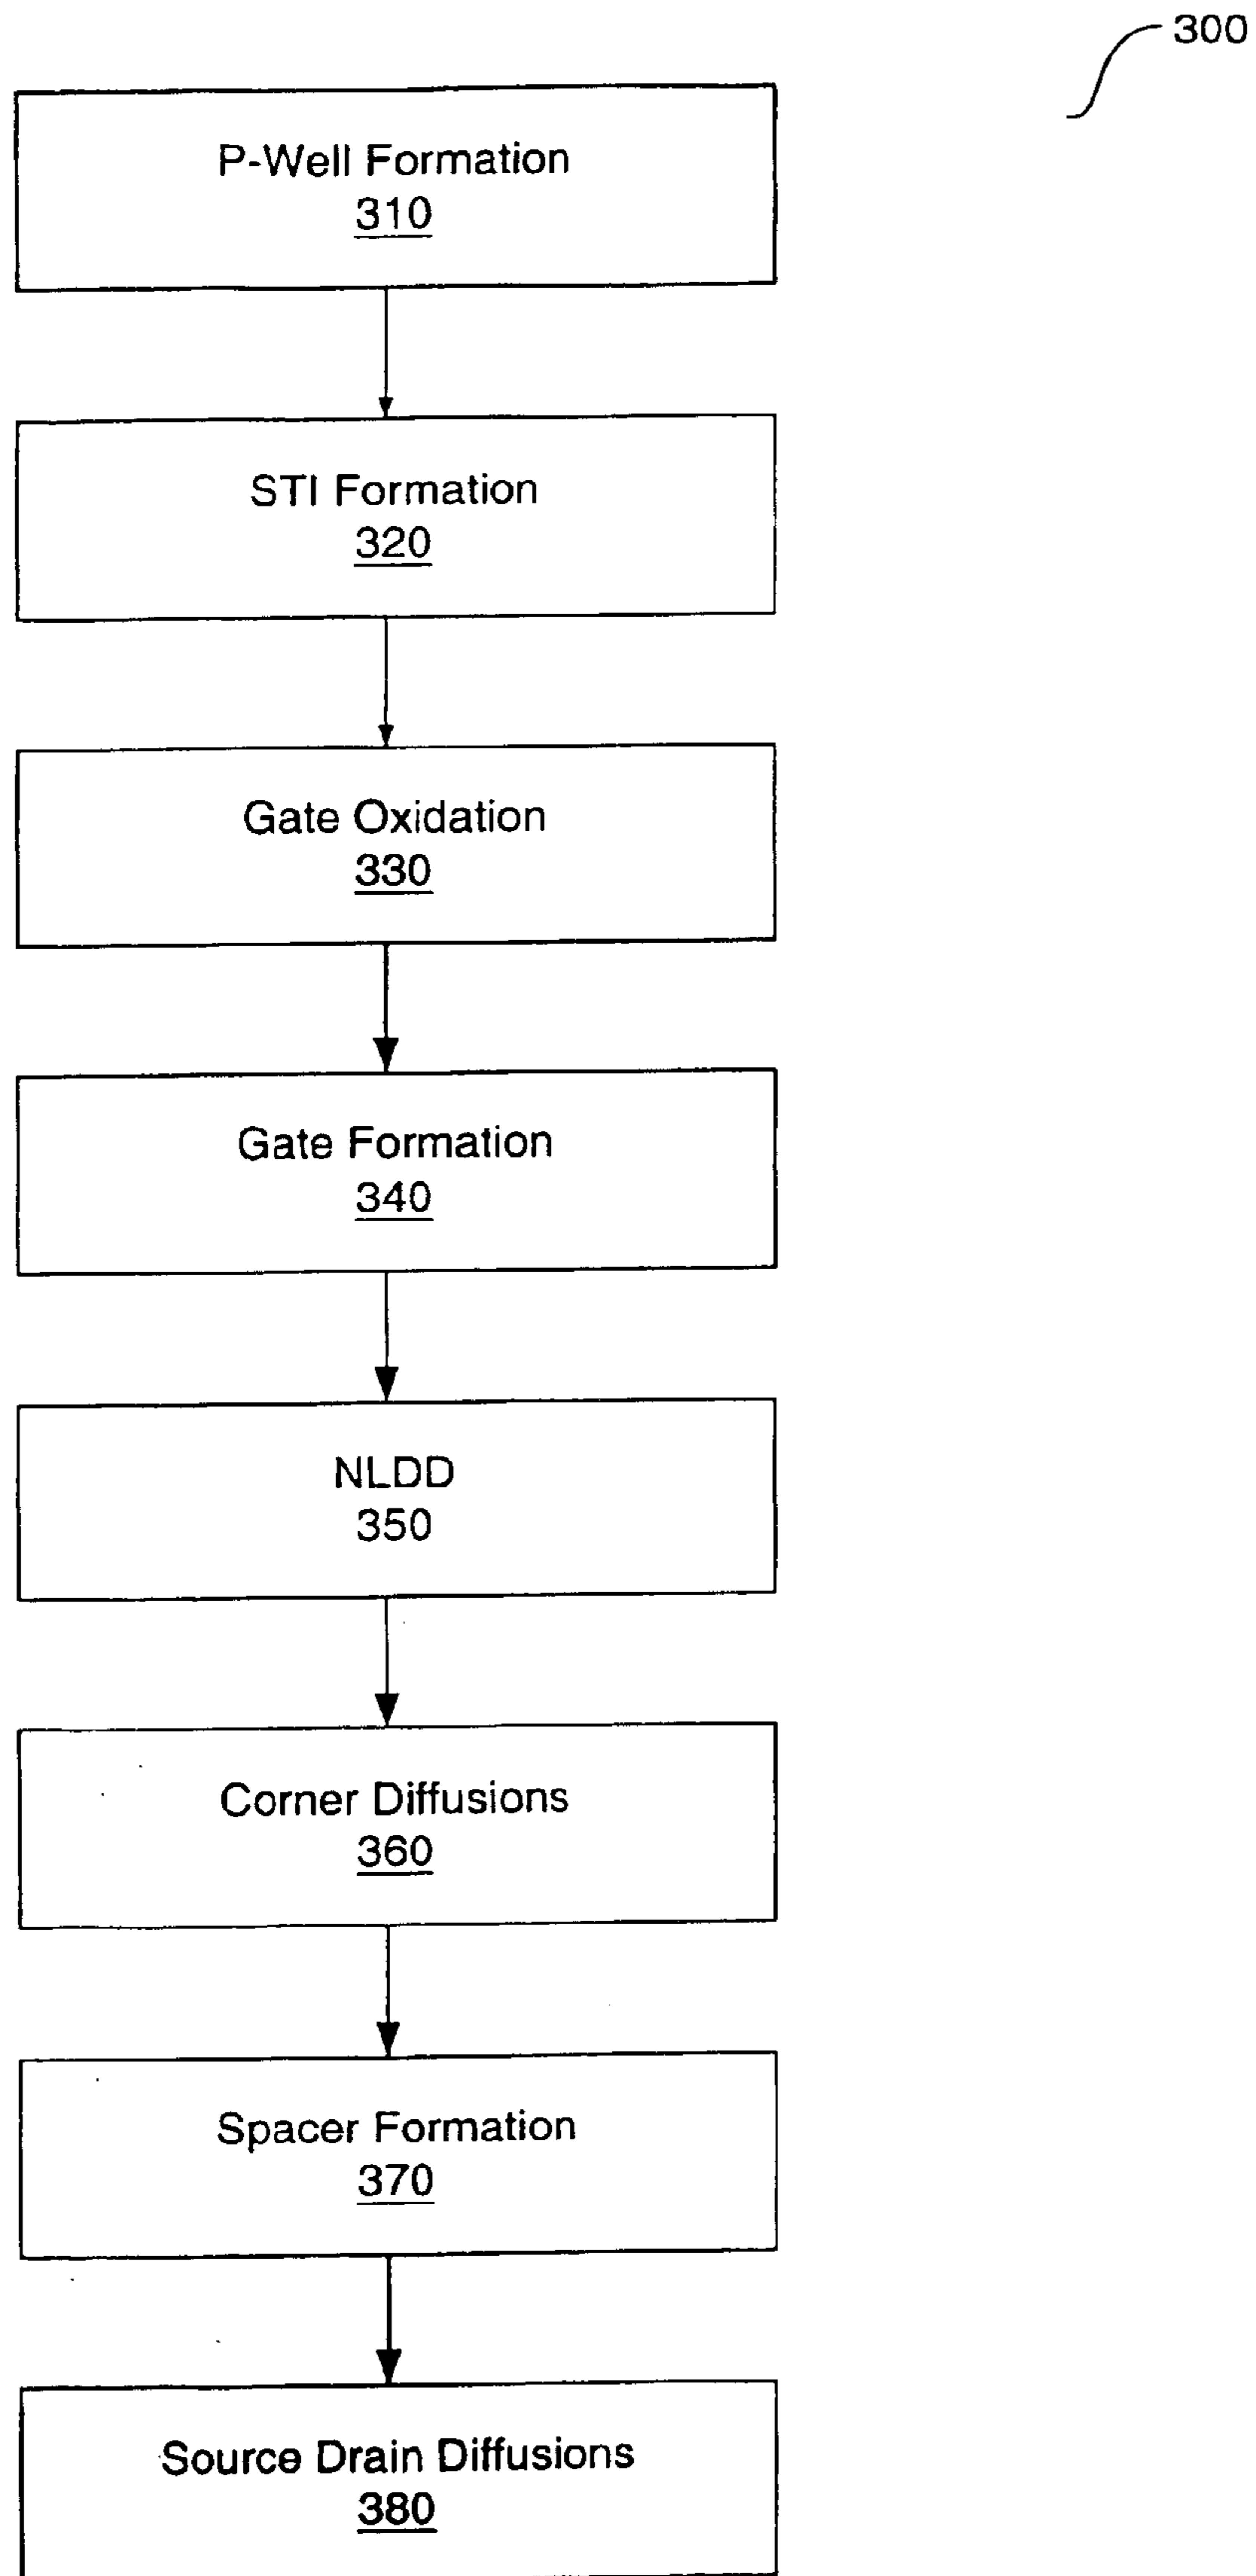 300
P-Well Formation
310
STI Formation
320
Gate Oxidation
330
Gate Formation
340
NLDD
350
Corner Diffusions
360
Spacer Formation
370
Source Drain Diffusions
380